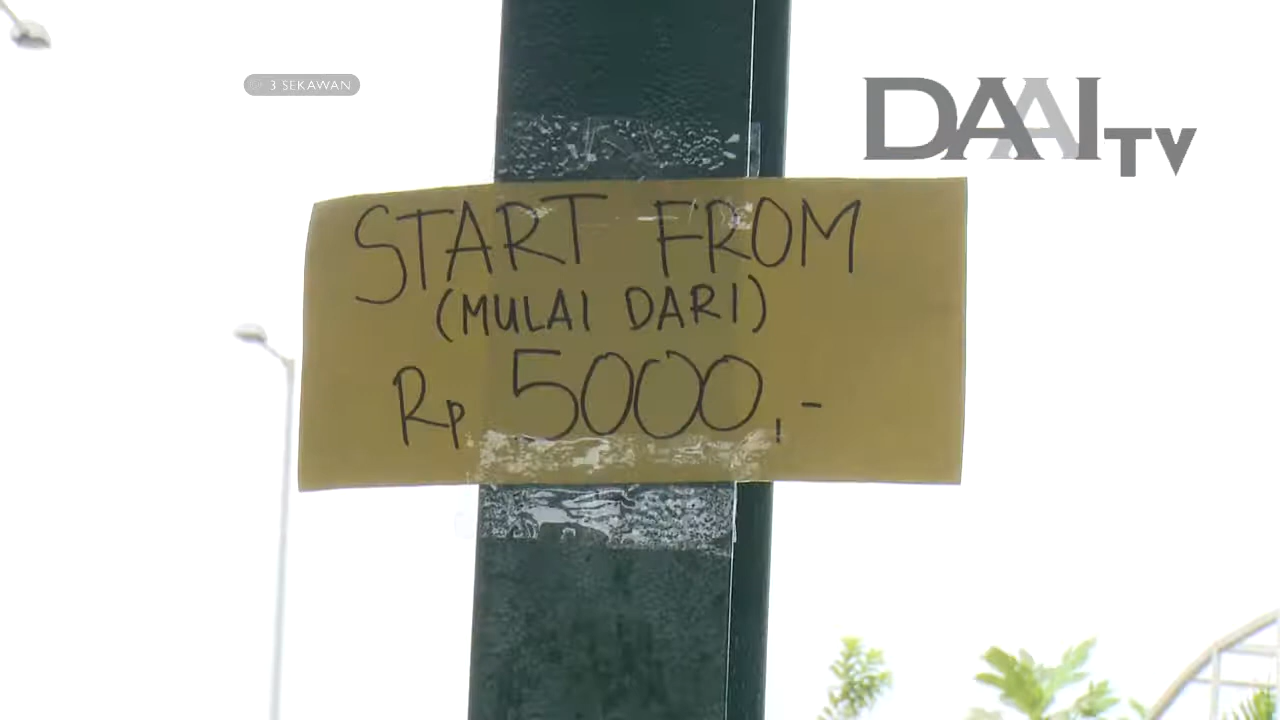 3 SEKAWAN
DAAI TV
START FROM
(MULAI DARI)
Rp 5000,-